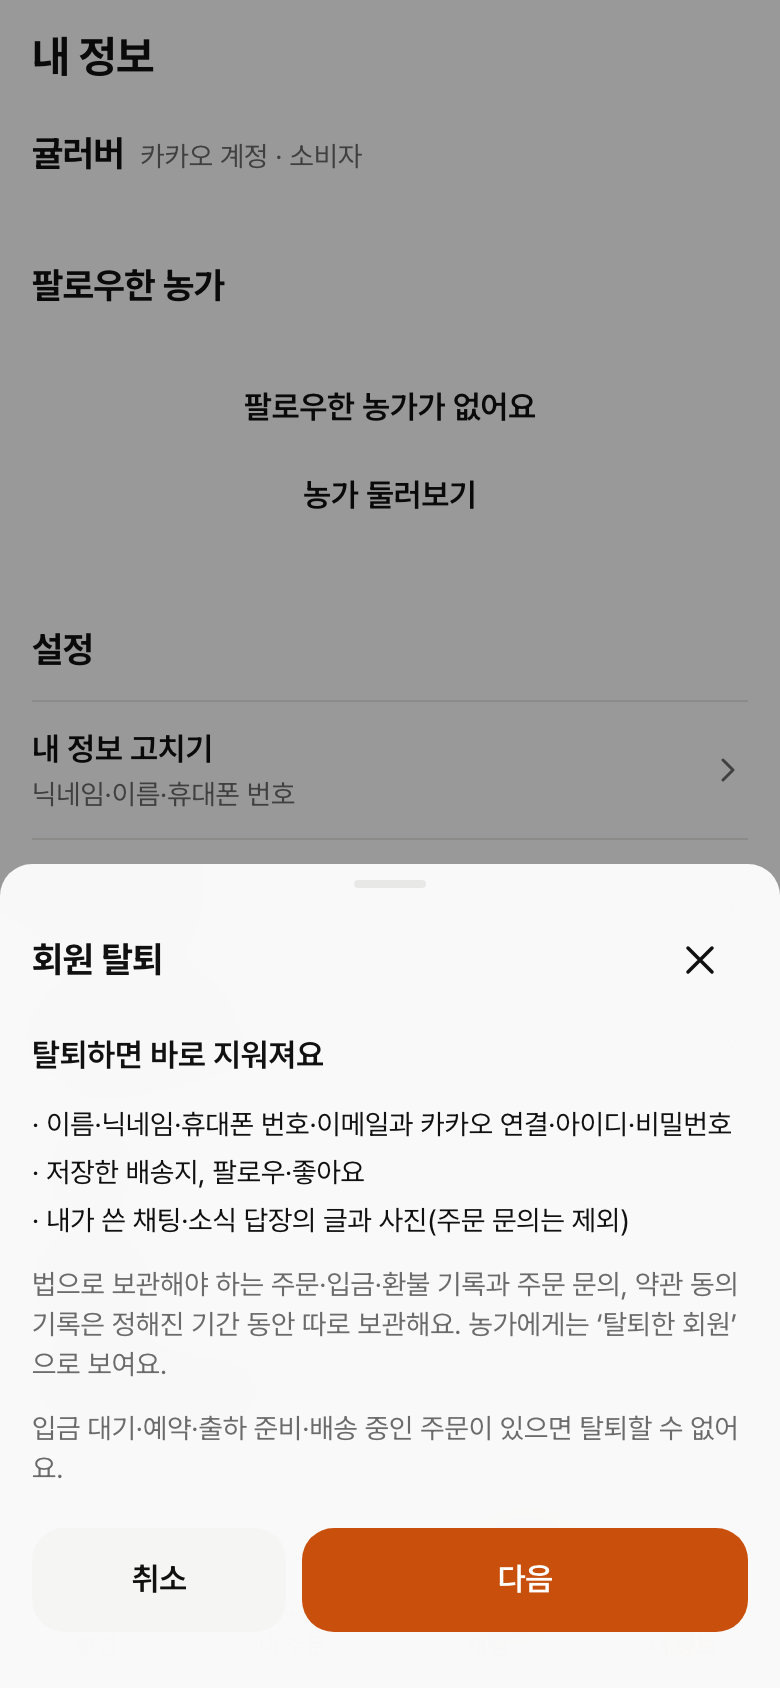 내 정보
귤러버 카카오 계정 · 소비자
팔로우한 농가
팔로우한 농가가 없어요
농가 둘러보기
설정
내 정보 고치기
닉네임·이름·휴대폰 번호
회원 탈퇴
탈퇴하면 바로 지워져요
· 이름·닉네임·휴대폰 번호·이메일과 카카오 연결·아이디·비밀번호
· 저장한 배송지, 팔로우·좋아요
· 내가 쓴 채팅·소식 답장의 글과 사진(주문 문의는 제외)
법으로 보관해야 하는 주문·입금·환불 기록과 주문 문의, 약관 동의
기록은 정해진 기간 동안 따로 보관해요. 농가에게는 ‘탈퇴한 회원’
으로 보여요.
입금 대기·예약·출하 준비·배송 중인 주문이 있으면 탈퇴할 수 없어
요.
취소
다음